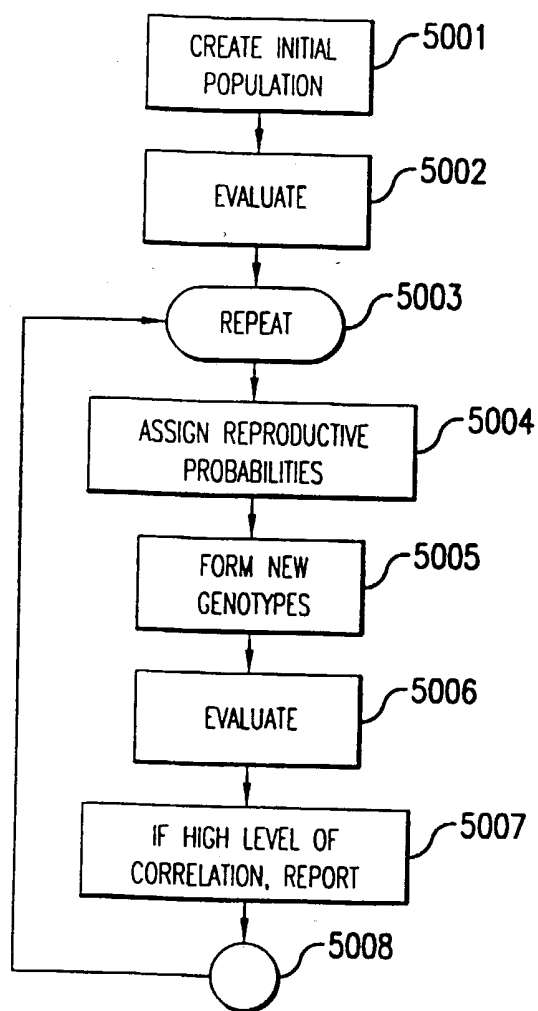 CREATE INITIAL
POPULATION
5001
EVALUATE
5002
REPEAT
5003
ASSIGN REPRODUCTIVE
PROBABILITIES
5004
FORM NEW
GENOTYPES
5005
EVALUATE
5006
IF HIGH LEVEL OF
CORRELATION, REPORT
5007
5008